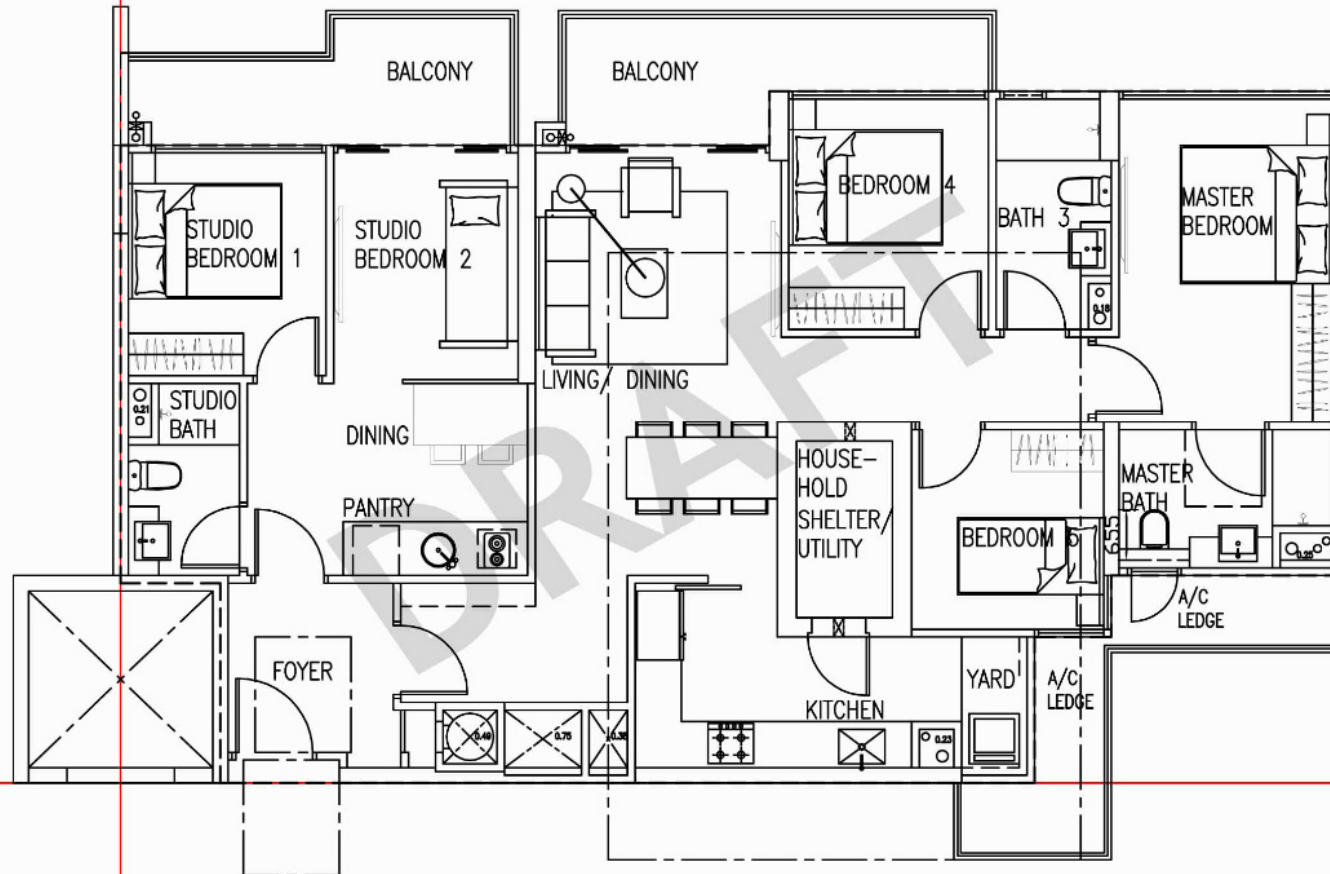 BALCONY
BALCONY
STUDIO
BEDROOM 1
STUDIO
BEDROOM 2
BEDROOM 4
BATH 3
MASTER
BEDROOM
0.18
LIVING/ DINING
STUDIO
BATH
0.21
DINING
PANTRY
HOUSE-
HOLD
SHELTER/
UTILITY
BEDROOM 5
655
MASTER
BATH
0.25
A/C
LEDGE
FOYER
KITCHEN
YARD
A/C
LEDGE
0.49
0.75
0.38
0.23
DRAFT